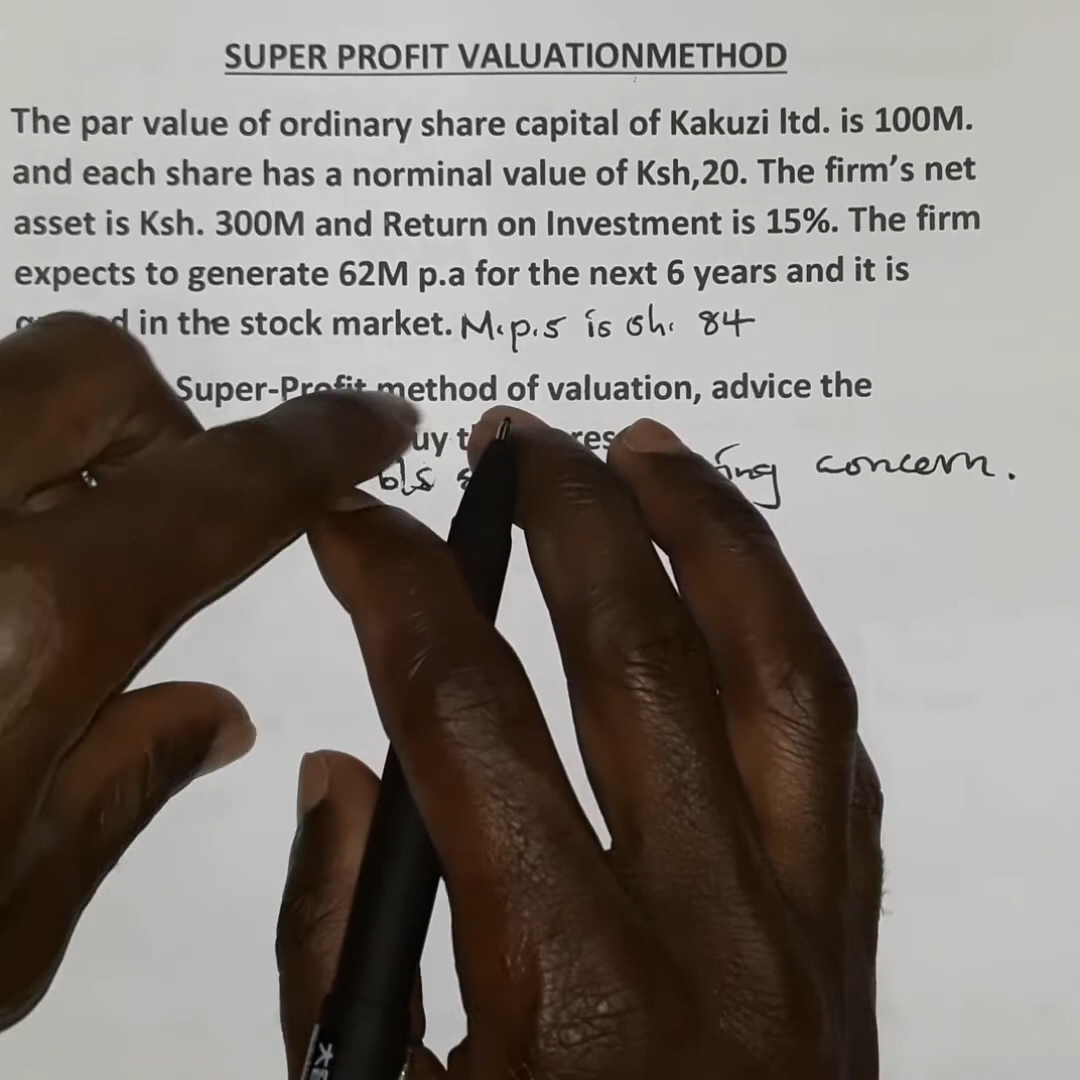 SUPER PROFIT VALUATIONMETHOD
The par value of ordinary share capital of Kakuzi ltd. is 100M.
and each share has a norminal value of Ksh,20. The firm's net
asset is Ksh. 300M and Return on Investment is 15%. The firm
expects to generate 62M p.a for the next 6 years and it is
in the stock market. M.p.s is sh. 84
Super-Profit method of valuation, advice the
concern.